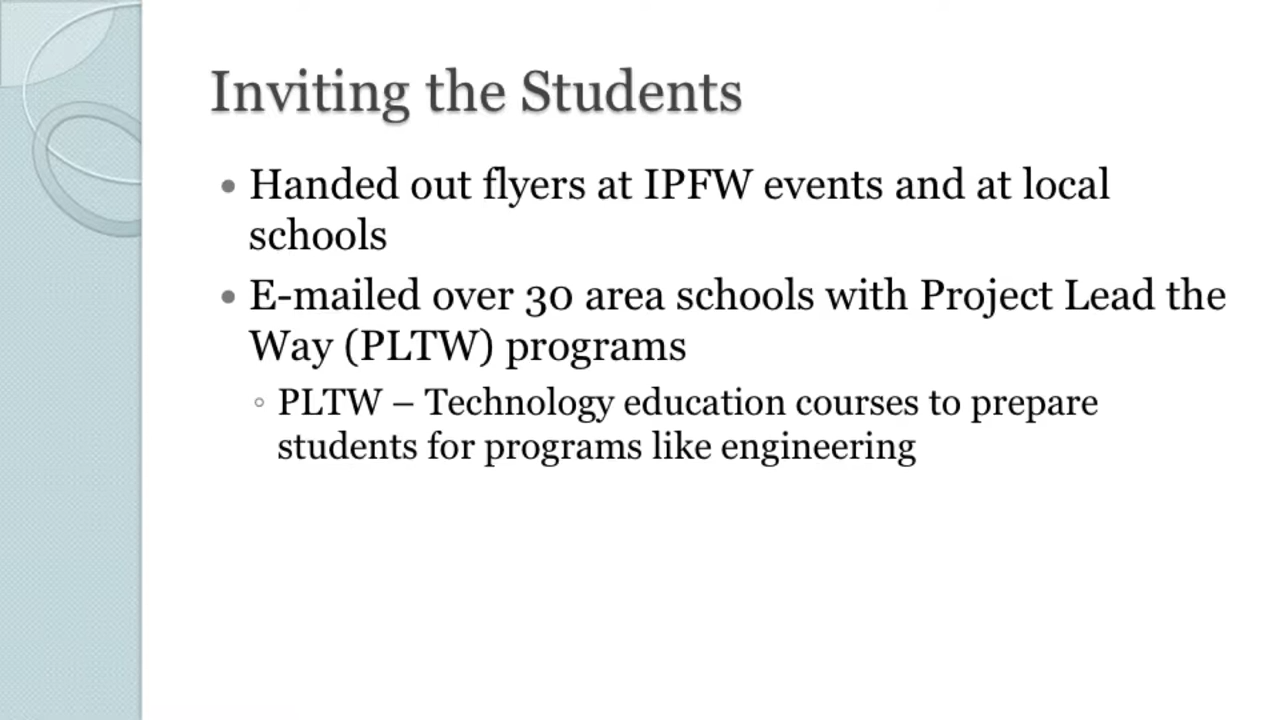 Inviting the Students
• Handed out flyers at IPFW events and at local
schools
• E-mailed over 30 area schools with Project Lead the
Way (PLTW) programs
◦ PLTW – Technology education courses to prepare
students for programs like engineering